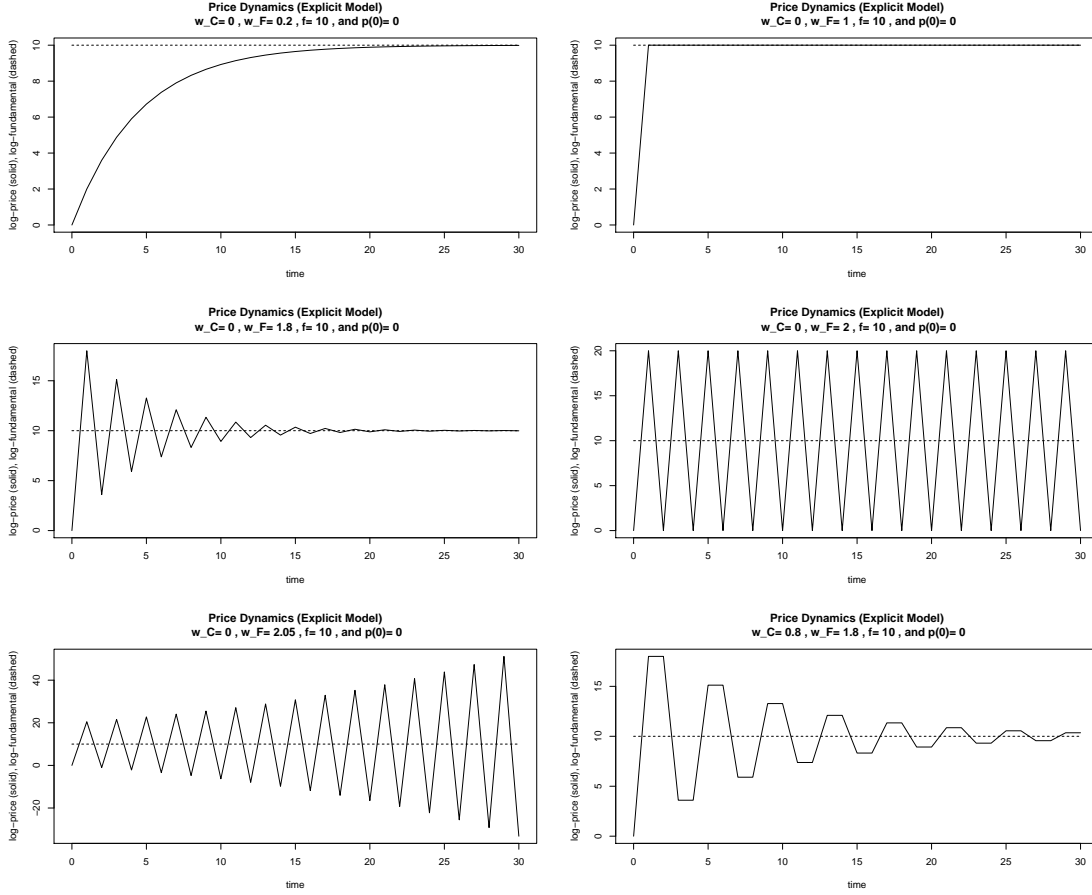 Price Dynamics (Explicit Model)
w_C= 0 , w_F= 0.2 , f= 10 , and p(0)= 0
log−price (solid), log−fundamental (dashed)
0 2 4 6 8 10
0 5 10 15 20 25 30
time
Price Dynamics (Explicit Model)
w_C= 0 , w_F= 1 , f= 10 , and p(0)= 0
log−price (solid), log−fundamental (dashed)
0 2 4 6 8 10
0 5 10 15 20 25 30
time
Price Dynamics (Explicit Model)
w_C= 0 , w_F= 1.8 , f= 10 , and p(0)= 0
log−price (solid), log−fundamental (dashed)
0 5 10 15
0 5 10 15 20 25 30
time
Price Dynamics (Explicit Model)
w_C= 0 , w_F= 2 , f= 10 , and p(0)= 0
log−price (solid), log−fundamental (dashed)
0 5 10 15 20
0 5 10 15 20 25 30
time
Price Dynamics (Explicit Model)
w_C= 0 , w_F= 2.05 , f= 10 , and p(0)= 0
log−price (solid), log−fundamental (dashed)
−20 0 20 40
0 5 10 15 20 25 30
time
Price Dynamics (Explicit Model)
w_C= 0.8 , w_F= 1.8 , f= 10 , and p(0)= 0
log−price (solid), log−fundamental (dashed)
0 5 10 15
0 5 10 15 20 25 30
time